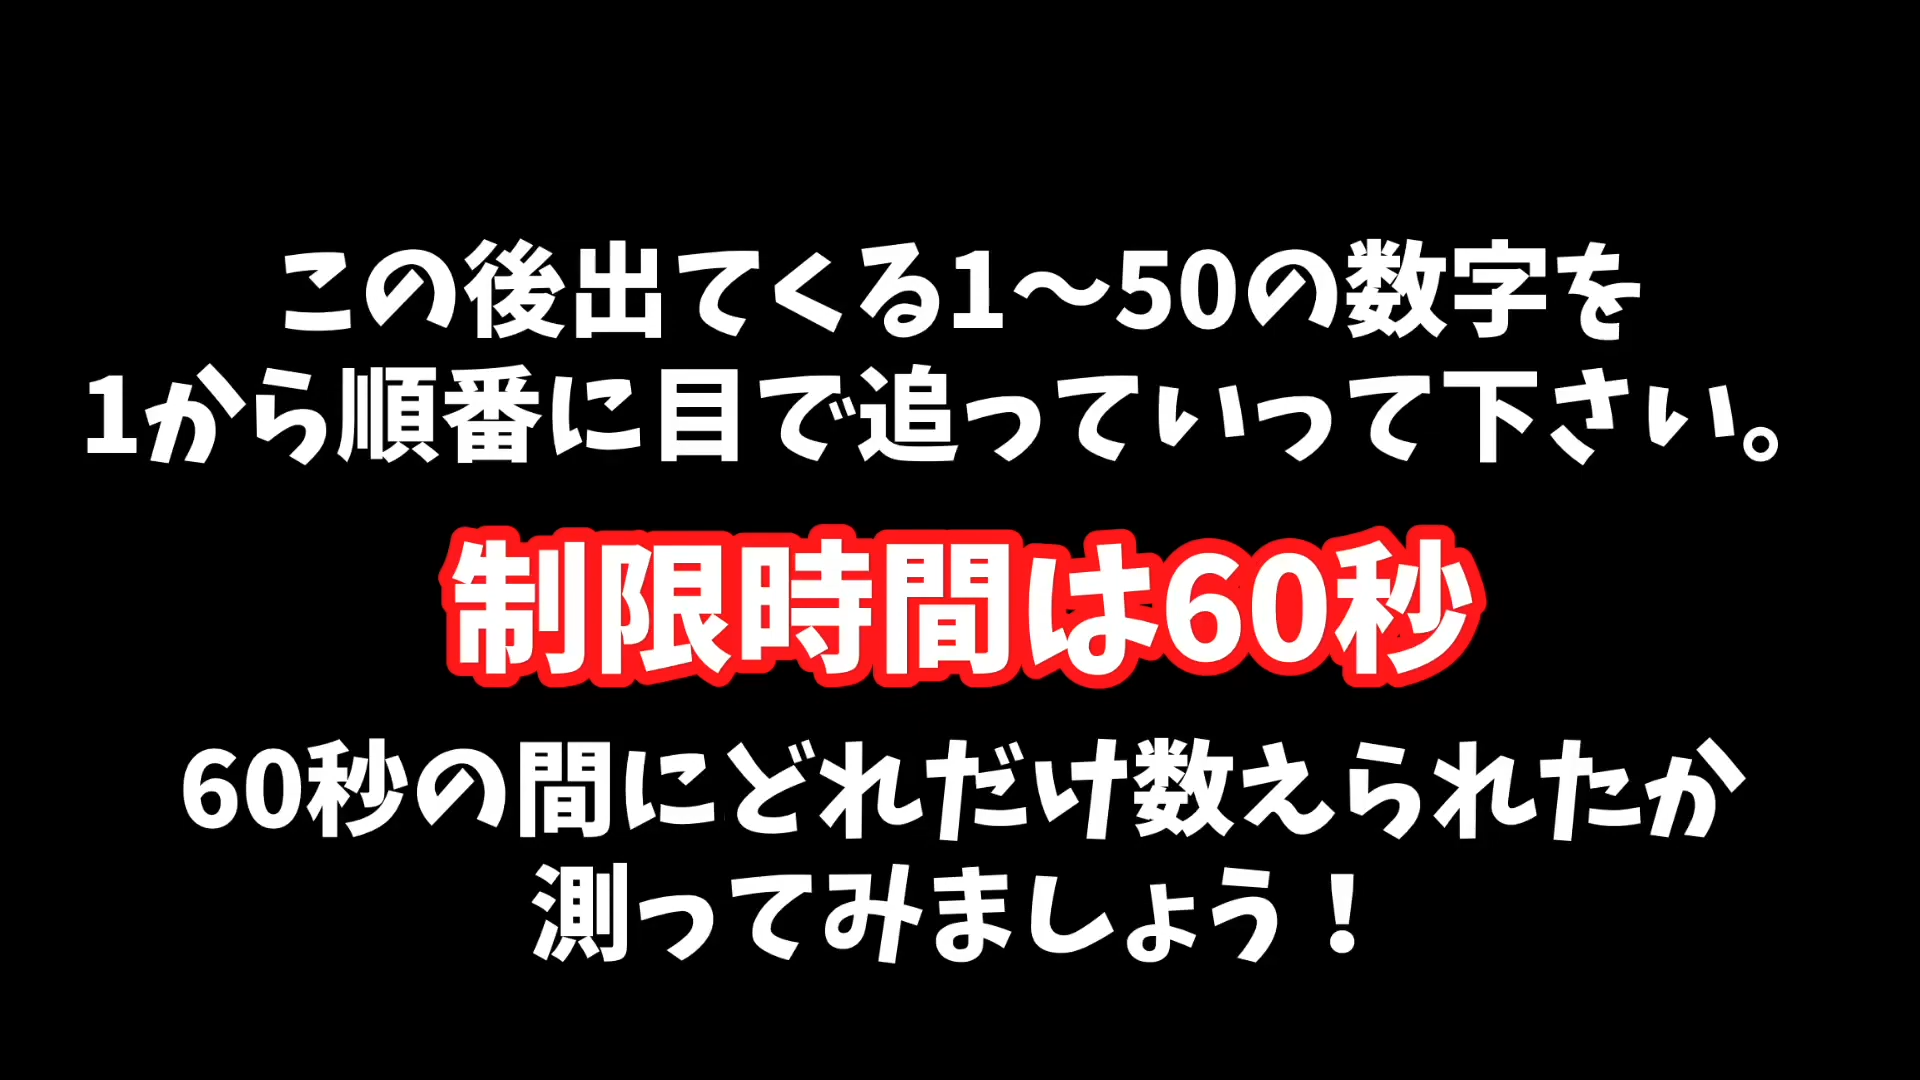 この後出てくる1〜50の数字を
1から順番に目で追っていって下さい。
制限時間は60秒
60秒の間にどれだけ数えられたか
測ってみましょう！